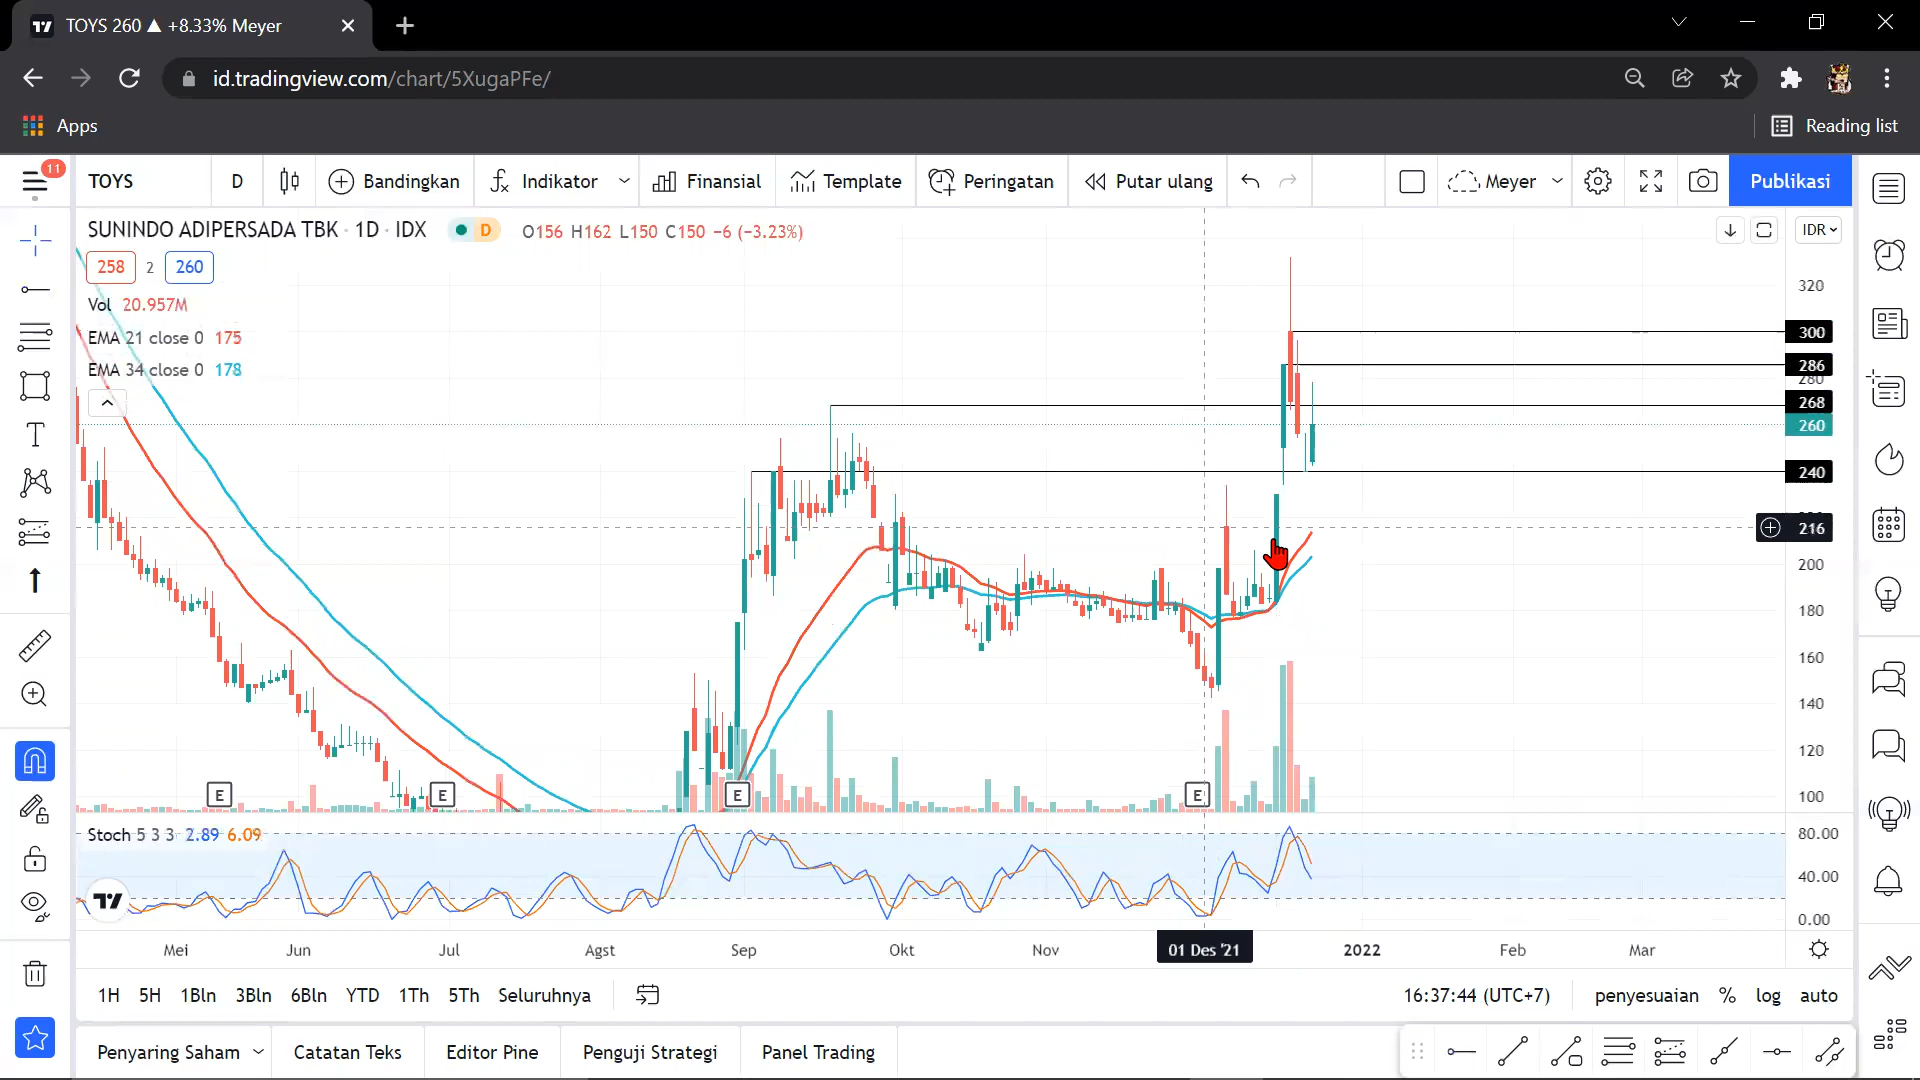 TOYS 260 ▲ +8.33% Meyer
id.tradingview.com/chart/5XugaPFe/
Apps
Reading list
11
TOYS
D
Bandingkan
Indikator
Finansial
Template
Peringatan
Putar ulang
Meyer
Publikasi
SUNINDO ADIPERSADA TBK · 1D · IDX
D
O156 H162 L150 C150 −6 (−3.23%)
IDR
258 2 260
Vol 20.957M
EMA 21 close 0 175
EMA 34 close 0 178
320
300
286
280
268
260
240
216
200
180
160
140
120
100
E
E
E
E
Stoch 5 3 3 2.89 6.09
80.00
40.00
0.00
Mei Jun Jul Agst Sep Okt Nov 01 Des '21 2022 Feb Mar
1H 5H 1Bln 3Bln 6Bln YTD 1Th 5Th Seluruhnya
16:37:44 (UTC+7)
penyesuaian % log auto
Penyaring Saham
Catatan Teks
Editor Pine
Penguji Strategi
Panel Trading